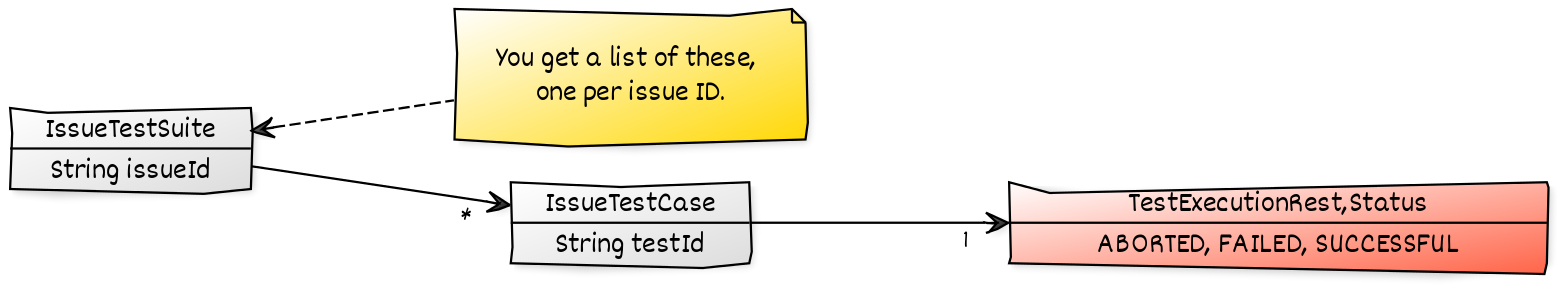 You get a list of these,
one per issue ID.
IssueTestSuite
String issueId
*
IssueTestCase
String testId
1
TestExecutionRest,Status
ABORTED, FAILED, SUCCESSFUL